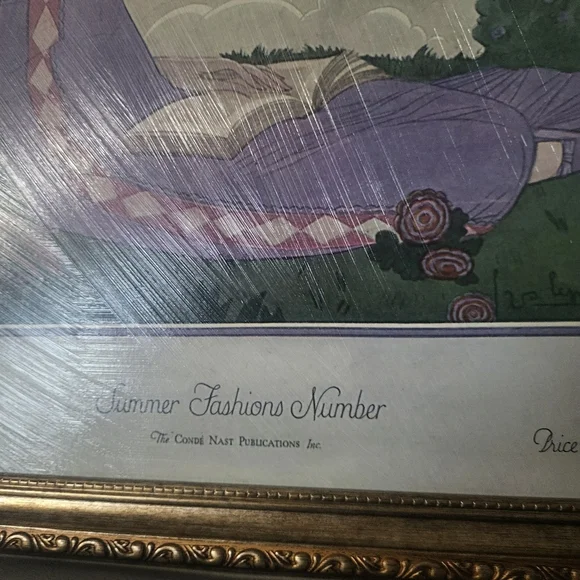 Summer Fashions Number
The CONDÉ NAST PUBLICATIONS Inc.
Price